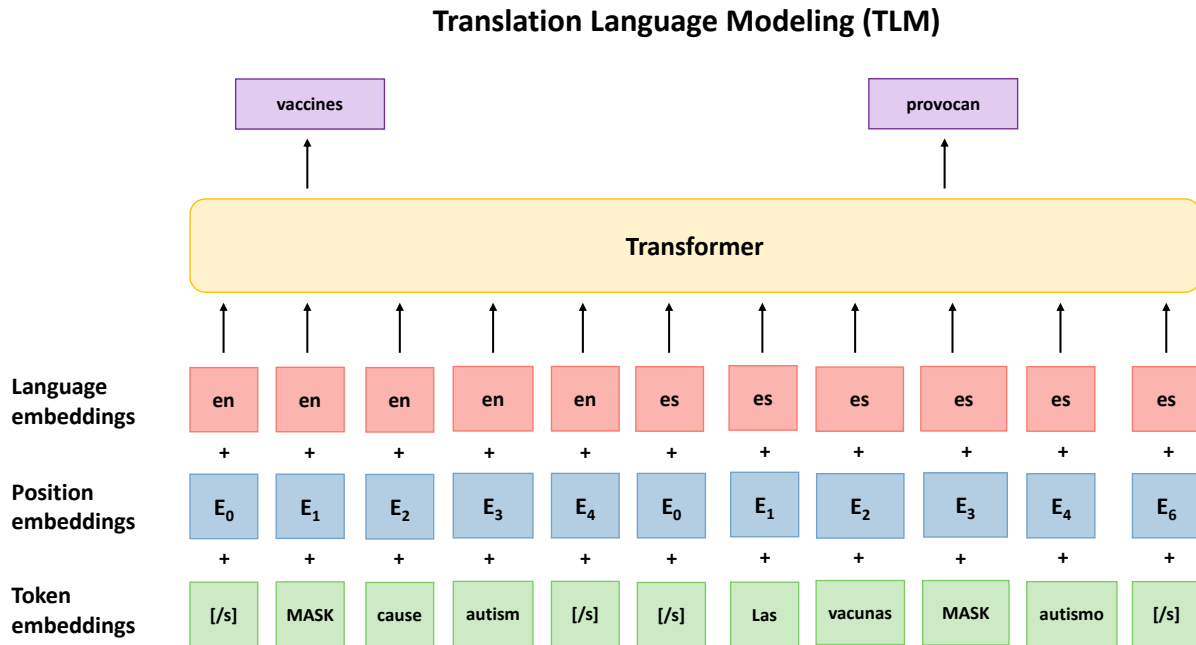 Translation Language Modeling (TLM)
vaccines provocan
Transformer
Language embeddings en en en en en es es es es es es
+ + + + + + + + + + +
Position embeddings E₀ E₁ E₂ E₃ E₄ E₀ E₁ E₂ E₃ E₄ E₆
+ + + + + + + + + + +
Token embeddings [/s] MASK cause autism [/s] [/s] Las vacunas MASK autismo [/s]